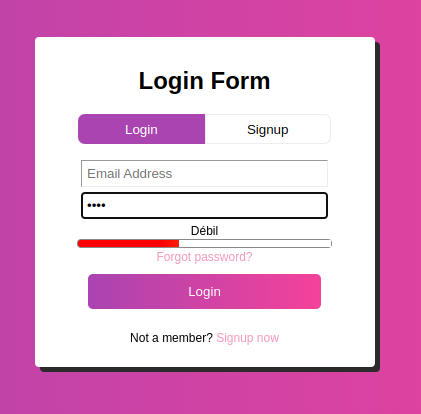 Login Form
Login Signup
Email Address
••••
Débil
Forgot password?
Login
Not a member? Signup now